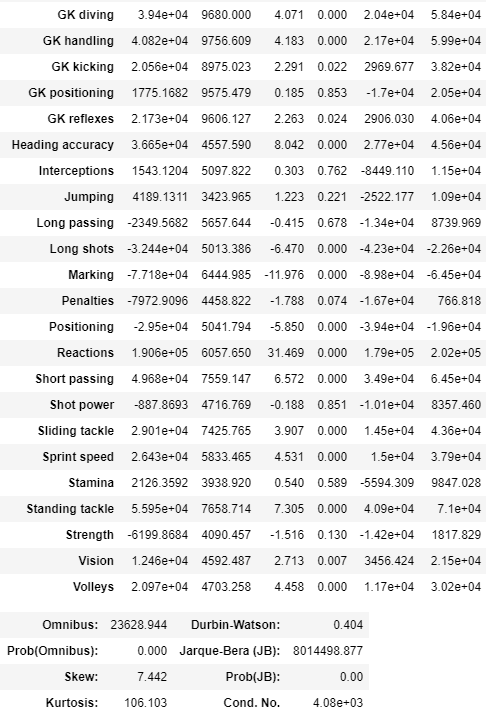 GK diving 3.94e+04 9680.000 4.071 0.000 2.04e+04 5.84e+04
GK handling 4.082e+04 9756.609 4.183 0.000 2.17e+04 5.99e+04
GK kicking 2.056e+04 8975.023 2.291 0.022 2969.677 3.82e+04
GK positioning 1775.1682 9575.479 0.185 0.853 -1.7e+04 2.05e+04
GK reflexes 2.173e+04 9606.127 2.263 0.024 2906.030 4.06e+04
Heading accuracy 3.665e+04 4557.590 8.042 0.000 2.77e+04 4.56e+04
Interceptions 1543.1204 5097.822 0.303 0.762 -8449.110 1.15e+04
Jumping 4189.1311 3423.965 1.223 0.221 -2522.177 1.09e+04
Long passing -2349.5682 5657.644 -0.415 0.678 -1.34e+04 8739.969
Long shots -3.244e+04 5013.386 -6.470 0.000 -4.23e+04 -2.26e+04
Marking -7.718e+04 6444.985 -11.976 0.000 -8.98e+04 -6.45e+04
Penalties -7972.9096 4458.822 -1.788 0.074 -1.67e+04 766.818
Positioning -2.95e+04 5041.794 -5.850 0.000 -3.94e+04 -1.96e+04
Reactions 1.906e+05 6057.650 31.469 0.000 1.79e+05 2.02e+05
Short passing 4.968e+04 7559.147 6.572 0.000 3.49e+04 6.45e+04
Shot power -887.8693 4716.769 -0.188 0.851 -1.01e+04 8357.460
Sliding tackle 2.901e+04 7425.765 3.907 0.000 1.45e+04 4.36e+04
Sprint speed 2.643e+04 5833.465 4.531 0.000 1.5e+04 3.79e+04
Stamina 2126.3592 3938.920 0.540 0.589 -5594.309 9847.028
Standing tackle 5.595e+04 7658.714 7.305 0.000 4.09e+04 7.1e+04
Strength -6199.8684 4090.457 -1.516 0.130 -1.42e+04 1817.829
Vision 1.246e+04 4592.487 2.713 0.007 3456.424 2.15e+04
Volleys 2.097e+04 4703.258 4.458 0.000 1.17e+04 3.02e+04
Omnibus: 23628.944 Durbin-Watson: 0.404
Prob(Omnibus): 0.000 Jarque-Bera (JB): 8014498.877
Skew: 7.442 Prob(JB): 0.00
Kurtosis: 106.103 Cond. No. 4.08e+03